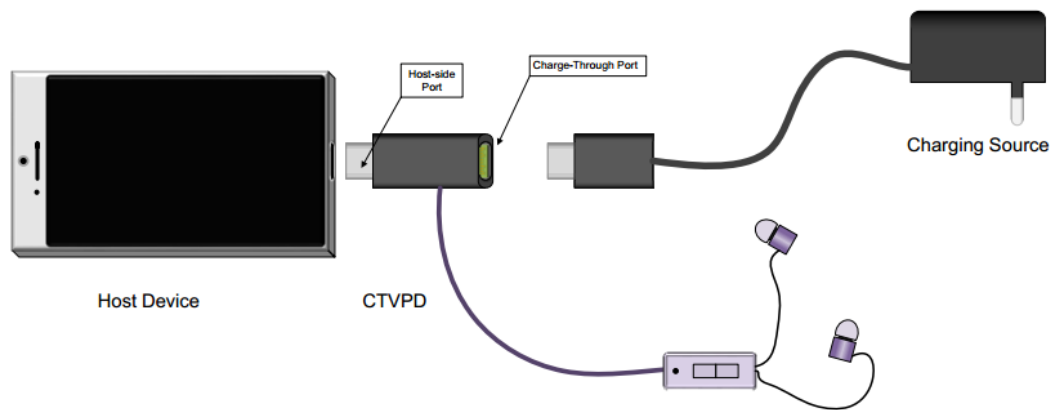 Host-side
Port
Charge-Through Port
Charging Source
Host Device
CTVPD